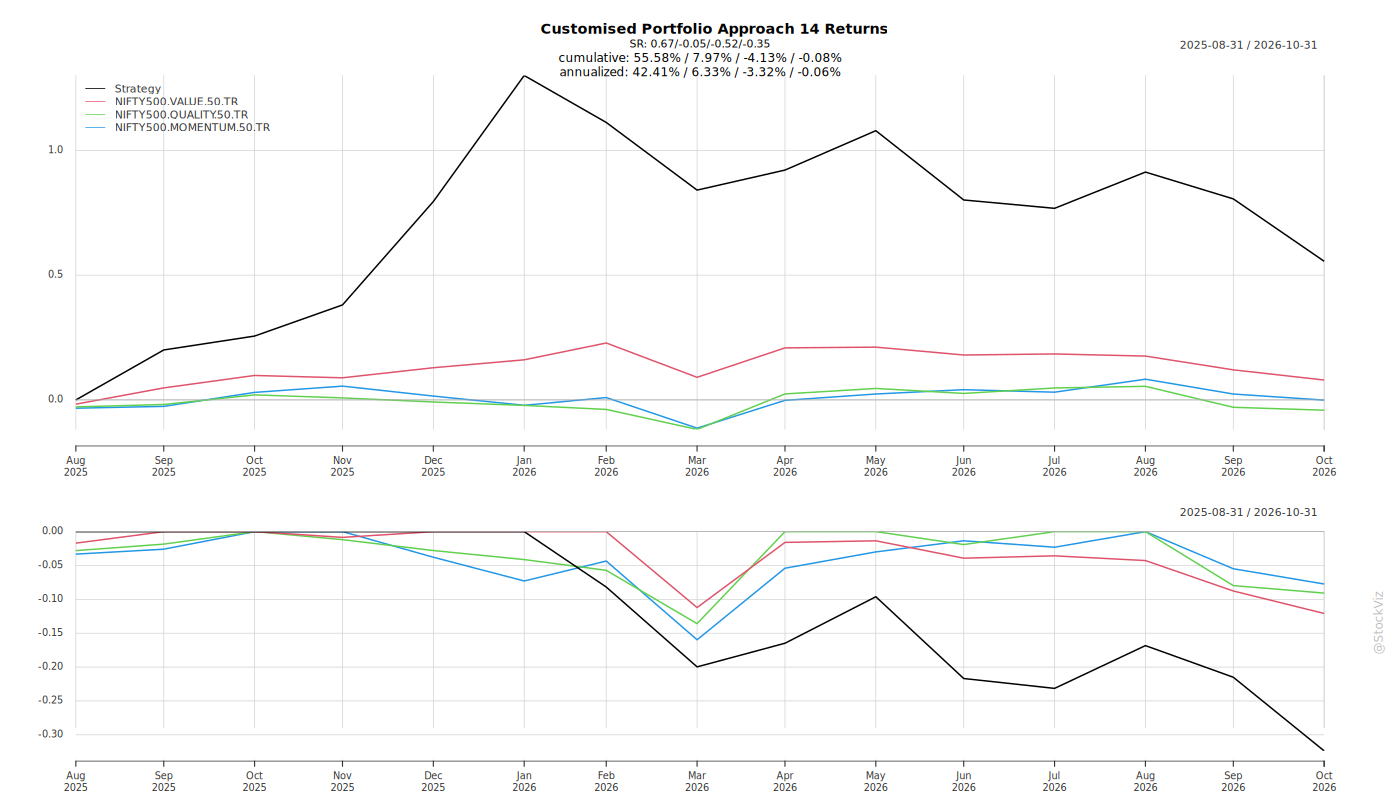 Customised Portfolio Approach 14 Returns
SR: 0.67/-0.05/-0.52/-0.35
cumulative: 55.58% / 7.97% / -4.13% / -0.08%
annualized: 42.41% / 6.33% / -3.32% / -0.06%
2025-08-31 / 2026-10-31
Strategy
NIFTY500.VALUE.50.TR
NIFTY500.QUALITY.50.TR
NIFTY500.MOMENTUM.50.TR
1.0
0.5
0.0
Aug Sep Oct Nov Dec Jan Feb Mar Apr May Jun Jul Aug Sep Oct
2025 2025 2025 2025 2025 2026 2026 2026 2026 2026 2026 2026 2026 2026 2026
2025-08-31 / 2026-10-31
0.00
-0.05
-0.10
-0.15
-0.20
-0.25
-0.30
@StockViz
Aug Sep Oct Nov Dec Jan Feb Mar Apr May Jun Jul Aug Sep Oct
2025 2025 2025 2025 2025 2026 2026 2026 2026 2026 2026 2026 2026 2026 2026